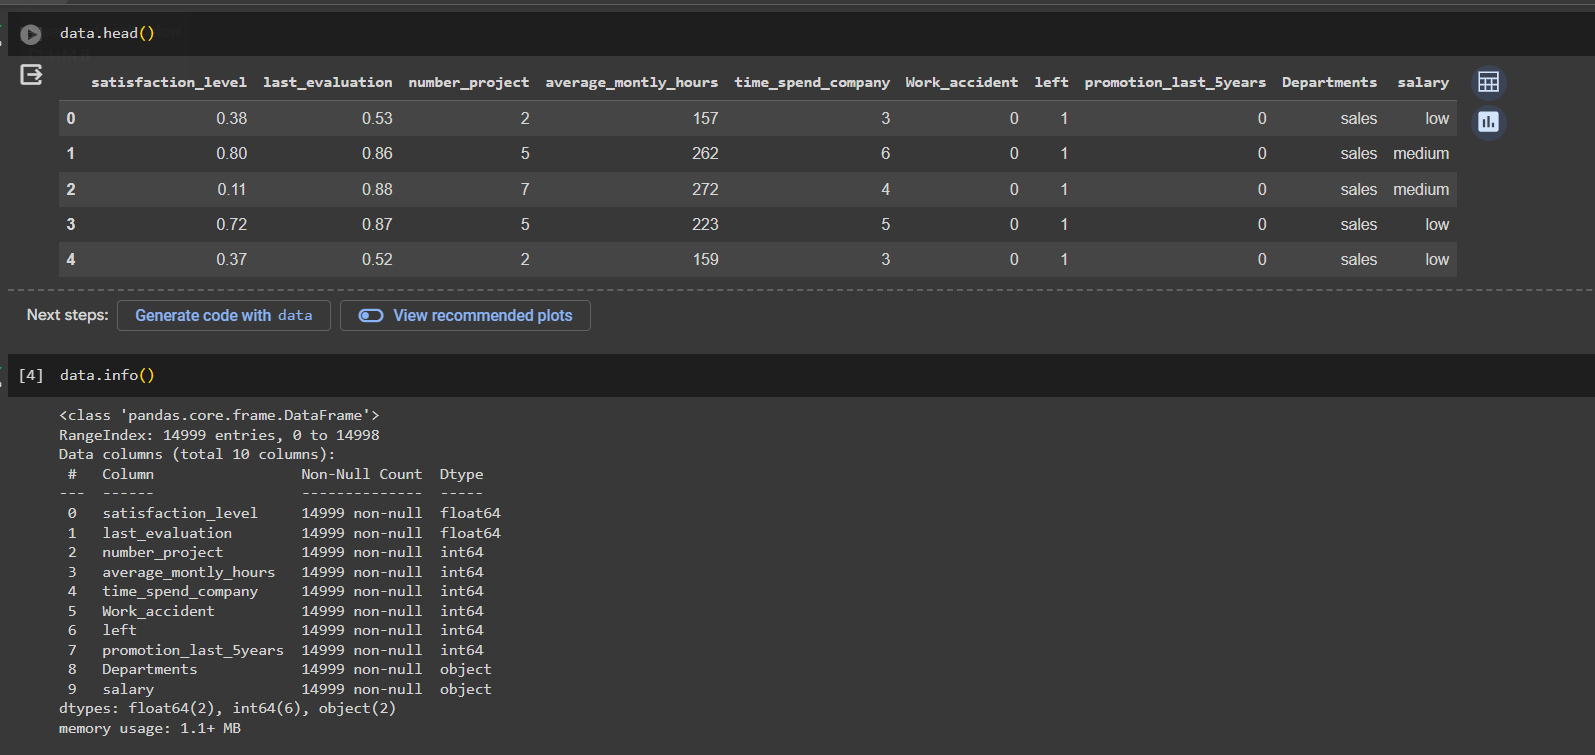 data.head()
satisfaction_level last_evaluation number_project average_montly_hours time_spend_company Work_accident left promotion_last_5years Departments salary
0 0.38 0.53 2 157 3 0 1 0 sales low
1 0.80 0.86 5 262 6 0 1 0 sales medium
2 0.11 0.88 7 272 4 0 1 0 sales medium
3 0.72 0.87 5 223 5 0 1 0 sales low
4 0.37 0.52 2 159 3 0 1 0 sales low
Next steps: Generate code with data View recommended plots
[4] data.info()
<class 'pandas.core.frame.DataFrame'>
RangeIndex: 14999 entries, 0 to 14998
Data columns (total 10 columns):
# Column Non-Null Count Dtype
--- ------ -------------- -----
0 satisfaction_level 14999 non-null float64
1 last_evaluation 14999 non-null float64
2 number_project 14999 non-null int64
3 average_montly_hours 14999 non-null int64
4 time_spend_company 14999 non-null int64
5 Work_accident 14999 non-null int64
6 left 14999 non-null int64
7 promotion_last_5years 14999 non-null int64
8 Departments 14999 non-null object
9 salary 14999 non-null object
dtypes: float64(2), int64(6), object(2)
memory usage: 1.1+ MB